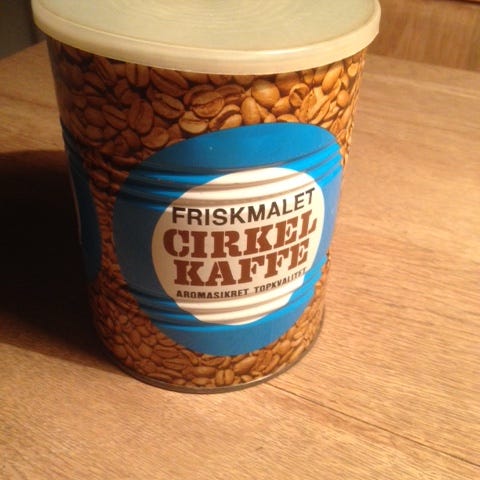 FRISKMALET
CIRKEL
KAFFE
AROMASIKRET TOPKVALITET